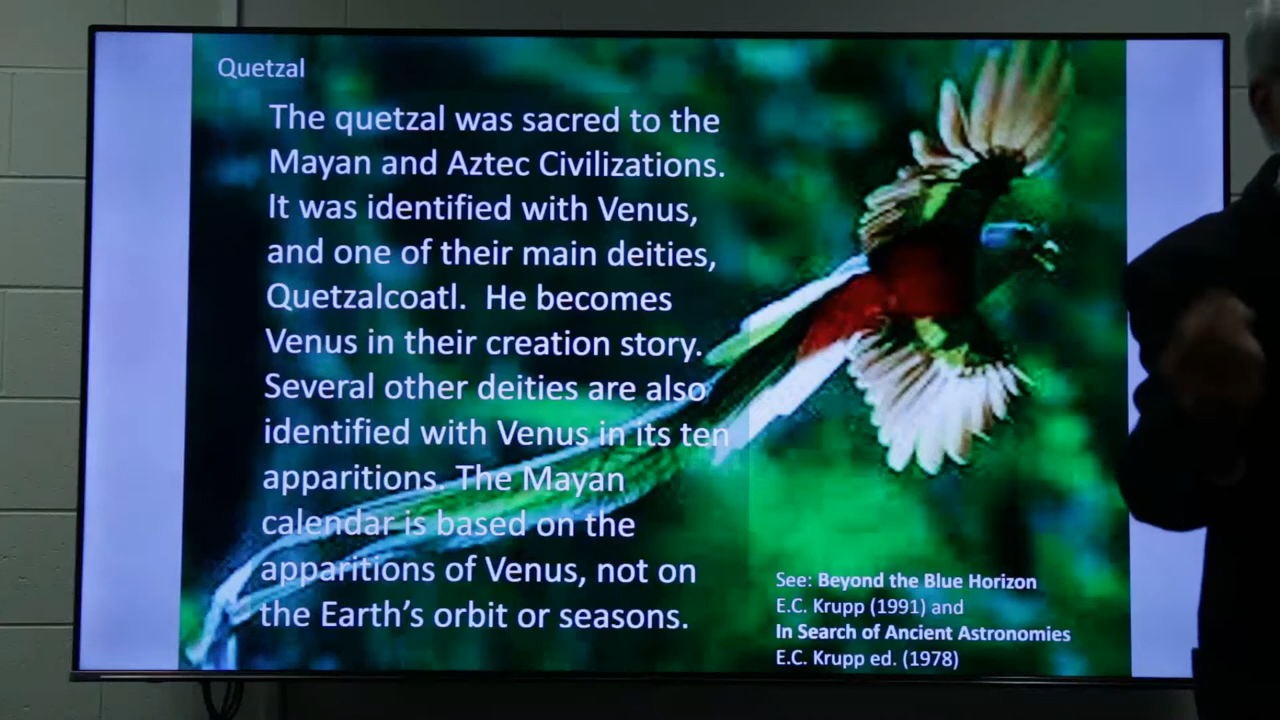 Quetzal
The quetzal was sacred to the
Mayan and Aztec Civilizations.
It was identified with Venus,
and one of their main deities,
Quetzalcoatl.  He becomes
Venus in their creation story.
Several other deities are also
identified with Venus in its ten
apparitions. The Mayan
calendar is based on the
apparitions of Venus, not on
the Earth’s orbit or seasons.
See: Beyond the Blue Horizon
E.C. Krupp (1991) and
In Search of Ancient Astronomies
E.C. Krupp ed. (1978)